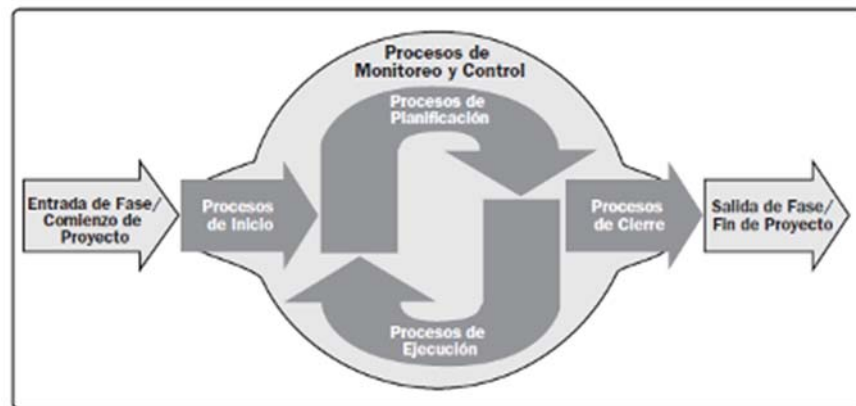 Procesos de
Monitoreo y Control
Procesos de
Planificación
Entrada de Fase/
Comienzo de
Proyecto
Procesos
de Inicio
Procesos
de Cierre
Salida de Fase/
Fin de Proyecto
Procesos de
Ejecución